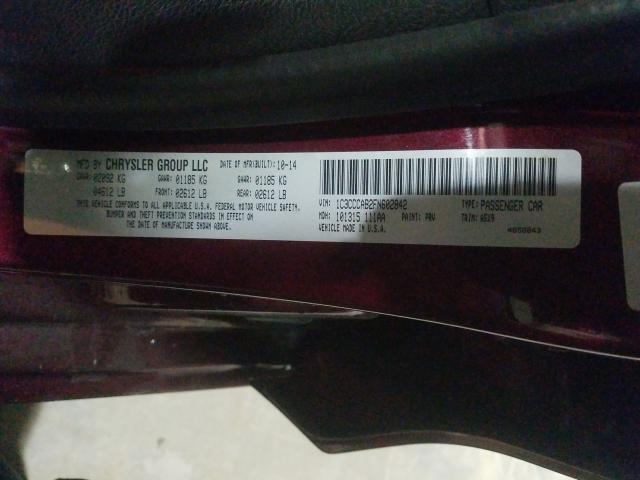 MFD BY CHRYSLER GROUP LLC DATE OF MFR(BUILT): 10-14
GVWR: 02092 KG GAWR: 01185 KG GAWR: 01185 KG
04612 LB FRONT: 02612 LB REAR: 02612 LB
THIS VEHICLE CONFORMS TO ALL APPLICABLE U.S.A. FEDERAL MOTOR VEHICLE SAFETY,
BUMPER AND THEFT PREVENTION STANDARDS IN EFFECT ON
THE DATE OF MANUFACTURE SHOWN ABOVE.
VIN: 1C3CCCAB2FN602842 TYPE: PASSENGER CAR
MDH: 101315 111AA PAINT: PRV TRIM: A5X9
VEHICLE MADE IN U.S.A.